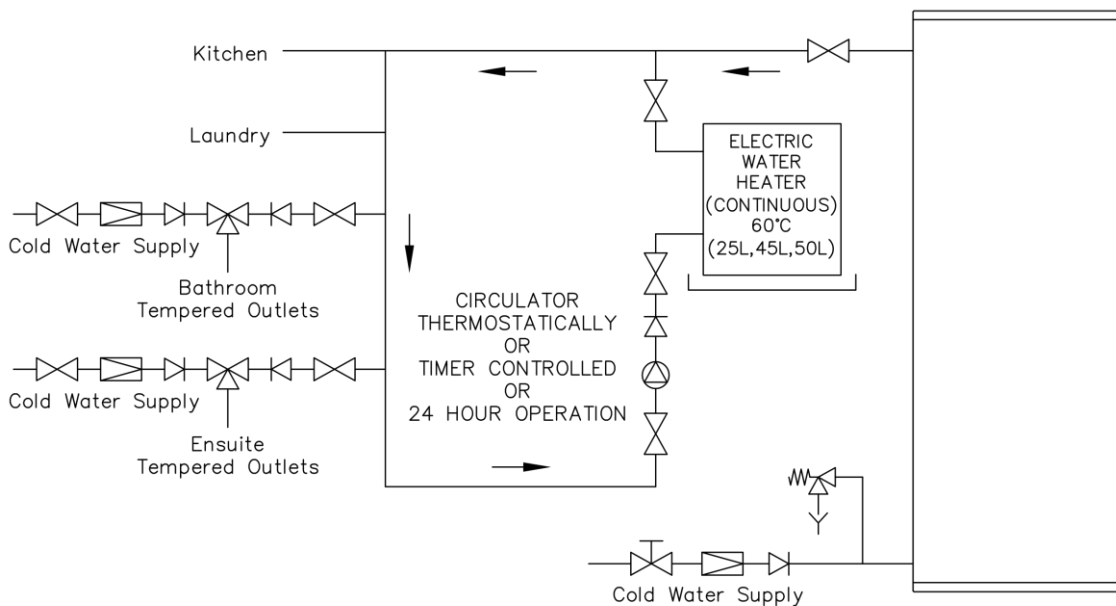 Kitchen
Laundry
Cold Water Supply
Bathroom
Tempered Outlets
Cold Water Supply
Ensuite
Tempered Outlets
CIRCULATOR
THERMOSTATICALLY
OR
TIMER CONTROLLED
OR
24 HOUR OPERATION
ELECTRIC
WATER
HEATER
(CONTINUOUS)
60°C
(25L,45L,50L)
Cold Water Supply